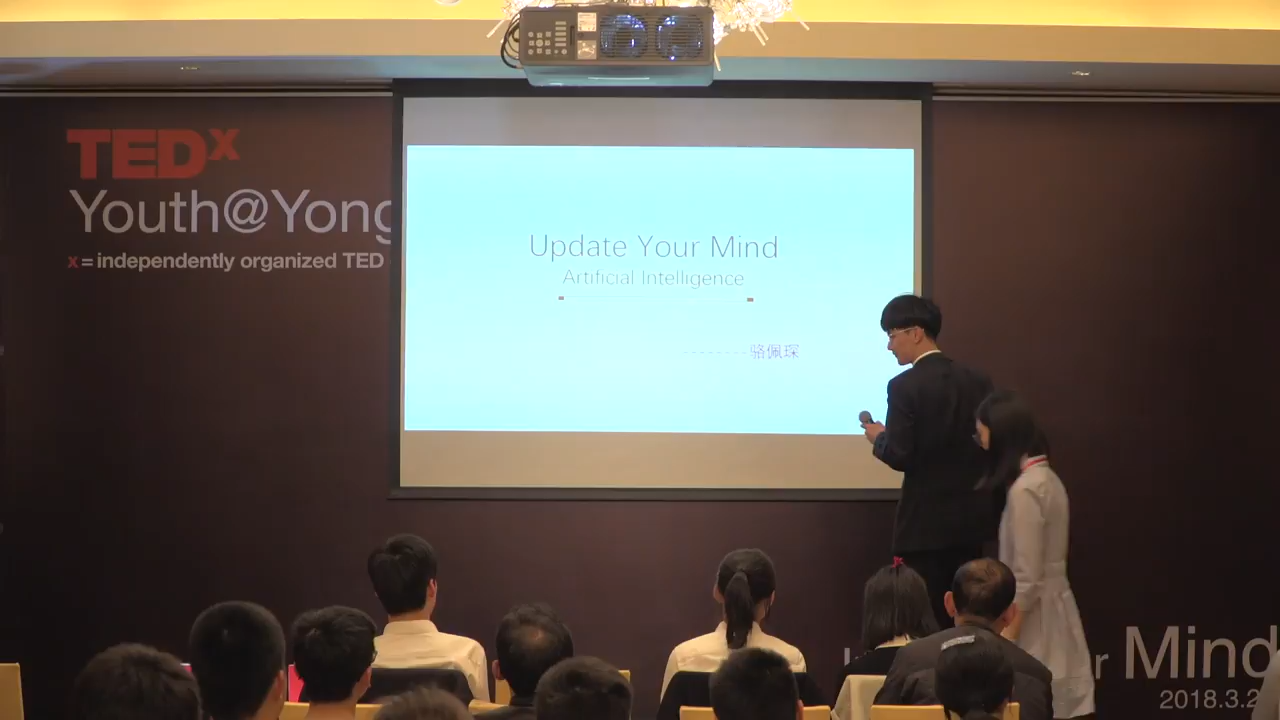 TEDx
Youth@Yong
x = independently organized TED
Update Your Mind
Artificial Intelligence
--------骆佩琛
r Mind
2018.3.2